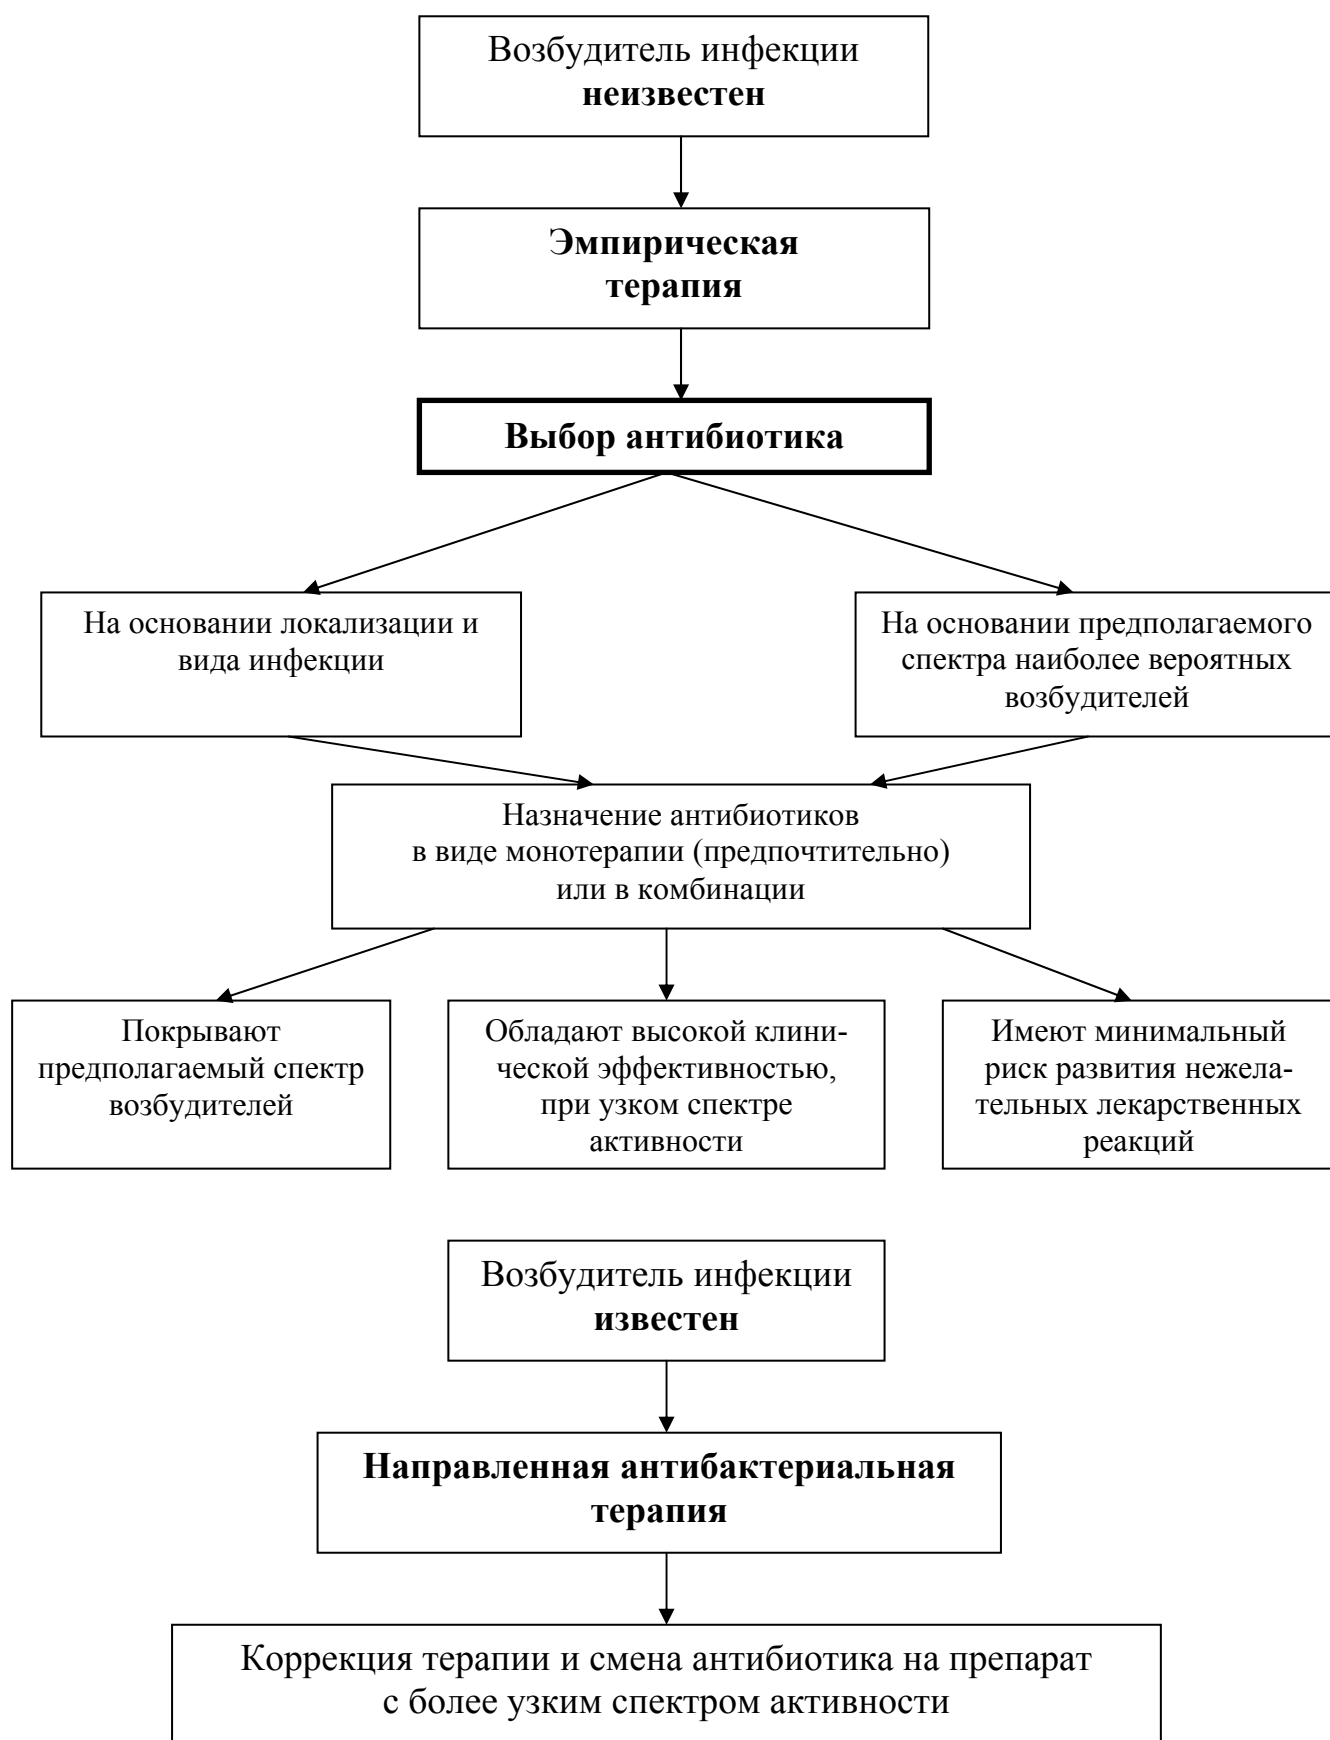 Возбудитель инфекции
неизвестен
Эмпирическая
терапия
Выбор антибиотика
На основании локализации и
вида инфекции
На основании предполагаемого
спектра наиболее вероятных
возбудителей
Назначение антибиотиков
в виде монотерапии (предпочтительно)
или в комбинации
Покрывают
предполагаемый спектр
возбудителей
Обладают высокой клини-
ческой эффективностью,
при узком спектре
активности
Имеют минимальный
риск развития нежела-
тельных лекарственных
реакций
Возбудитель инфекции
известен
Направленная антибактериальная
терапия
Коррекция терапии и смена антибиотика на препарат
с более узким спектром активности